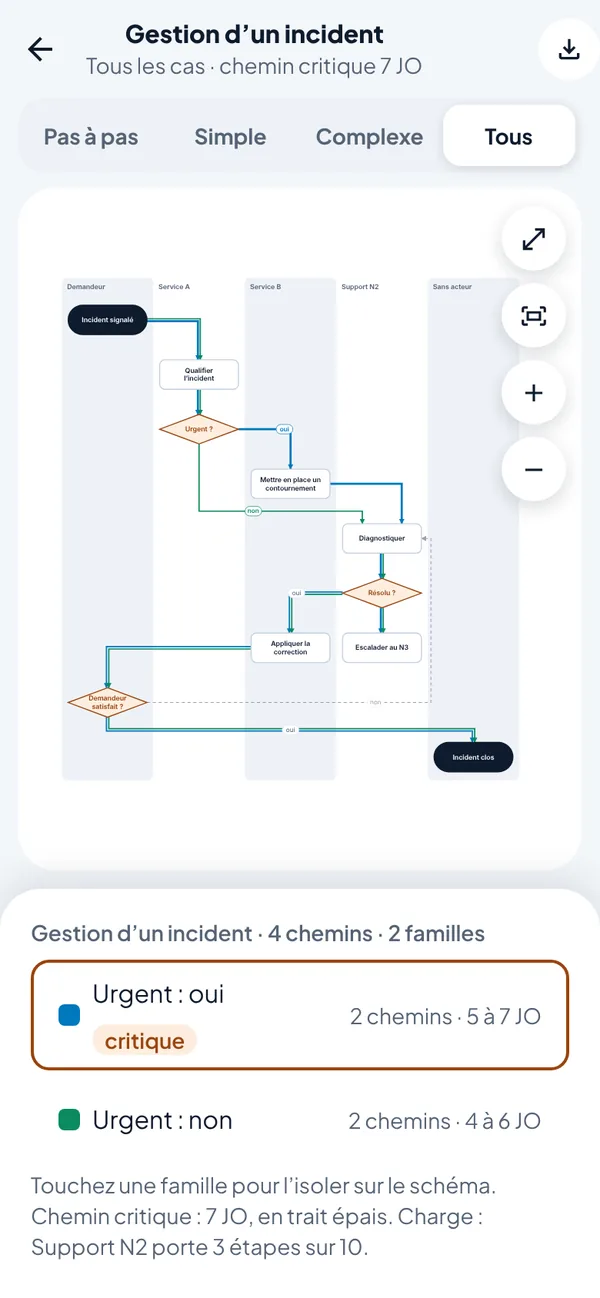 Gestion d’un incident
Tous les cas · chemin critique 7 JO
Pas à pas
Simple
Complexe
Tous
Demandeur
Service A
Service B
Support N2
Sans acteur
Incident signalé
Qualifier
l’incident
Urgent ?
oui
Mettre en place un
contournement
non
Diagnostiquer
oui
Résolu ?
Appliquer la
correction
Escalader au N3
Demandeur
satisfait ?
non
oui
Incident clos
Gestion d’un incident · 4 chemins · 2 familles
Urgent : oui
critique
2 chemins · 5 à 7 JO
Urgent : non
2 chemins · 4 à 6 JO
Touchez une famille pour l’isoler sur le schéma.
Chemin critique : 7 JO, en trait épais. Charge :
Support N2 porte 3 étapes sur 10.